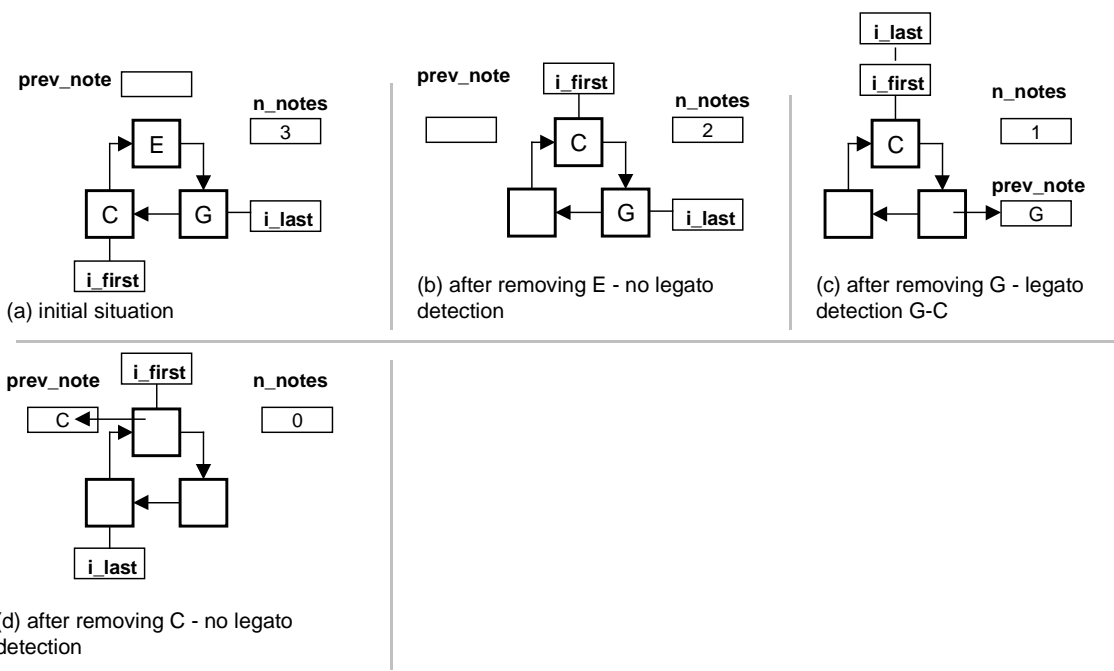 prev_note
n_notes
3
E
C
G
i_last
i_first
(a) initial situation
prev_note
i_first
n_notes
2
C
G
i_last
(b) after removing E - no legato
detection
i_last
i_first
n_notes
1
C
prev_note
G
(c) after removing G - legato
detection G-C
prev_note
i_first
n_notes
C
0
i_last
(d) after removing C - no legato
detection